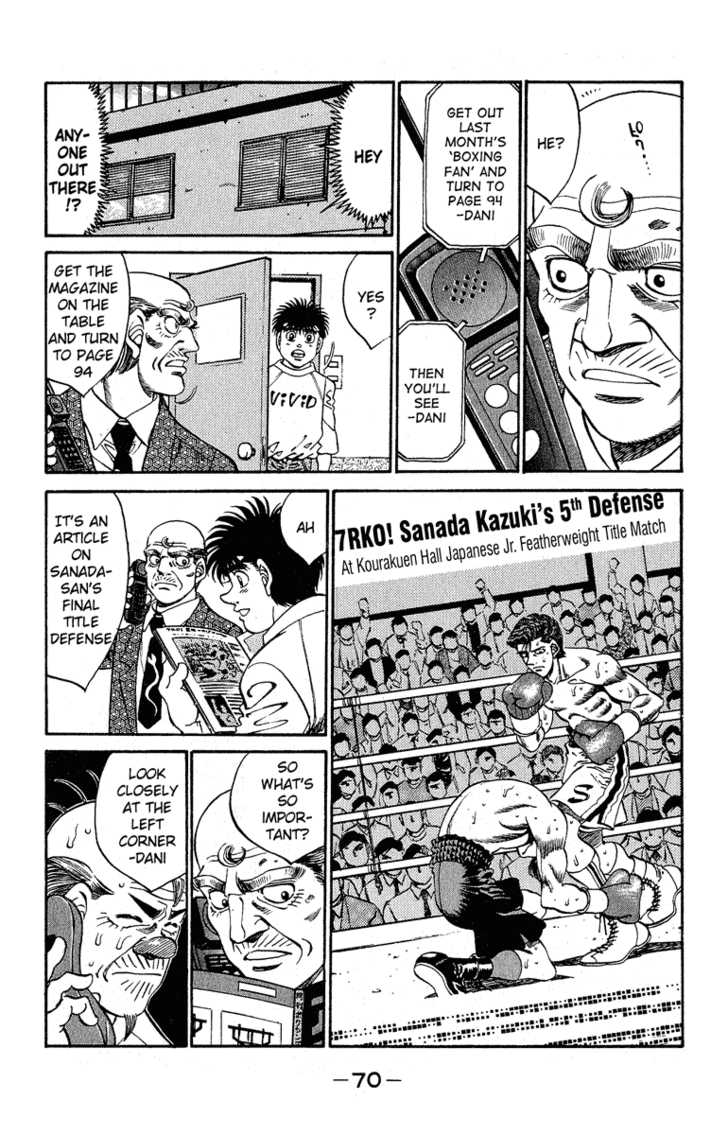 HE?
GET OUT
LAST
MONTH'S
'BOXING
FAN' AND
TURN TO
PAGE 94
-DANI
THEN
YOU'LL
SEE
-DANI
HEY
ANY-
ONE
OUT
THERE
!?
YES
?
ViViD
GET THE
MAGAZINE
ON THE
TABLE
AND TURN
TO PAGE
94
7RKO! Sanada Kazuki's 5th Defense
At Kourakuen Hall Japanese Jr. Featherweight Title Match
S
AH
IT'S AN
ARTICLE
ON
SANADA-
SAN'S
FINAL
TITLE
DEFENSE
SO
WHAT'S
SO
IMPOR-
TANT?
LOOK
CLOSELY
AT THE
LEFT
CORNER
-DANI
-70-